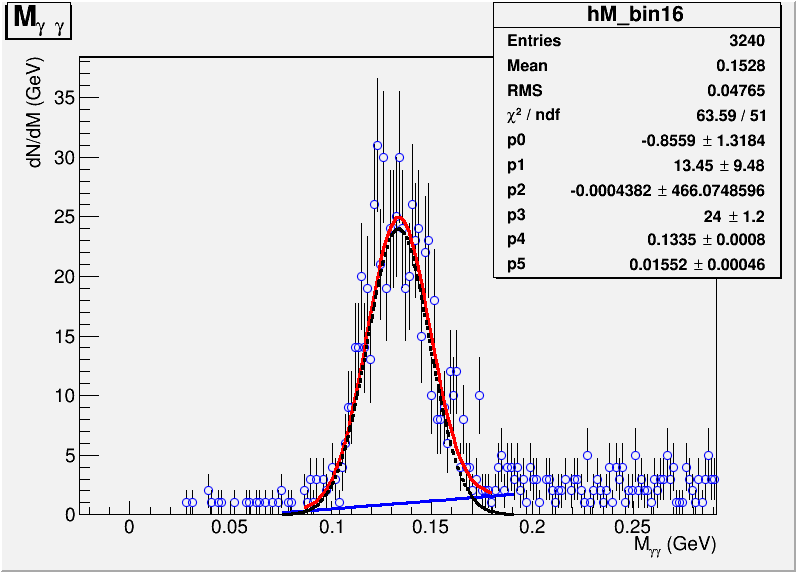 M_γγ
hM_bin16
Entries 3240
Mean 0.1528
RMS 0.04765
χ² / ndf 63.59 / 51
p0 -0.8559 ± 1.3184
p1 13.45 ± 9.48
p2 -0.0004382 ± 466.0748596
p3 24 ± 1.2
p4 0.1335 ± 0.0008
p5 0.01552 ± 0.00046
dN/dM (GeV)
35
30
25
20
15
10
5
0
0 0.05 0.1 0.15 0.2 0.25
M_γγ (GeV)